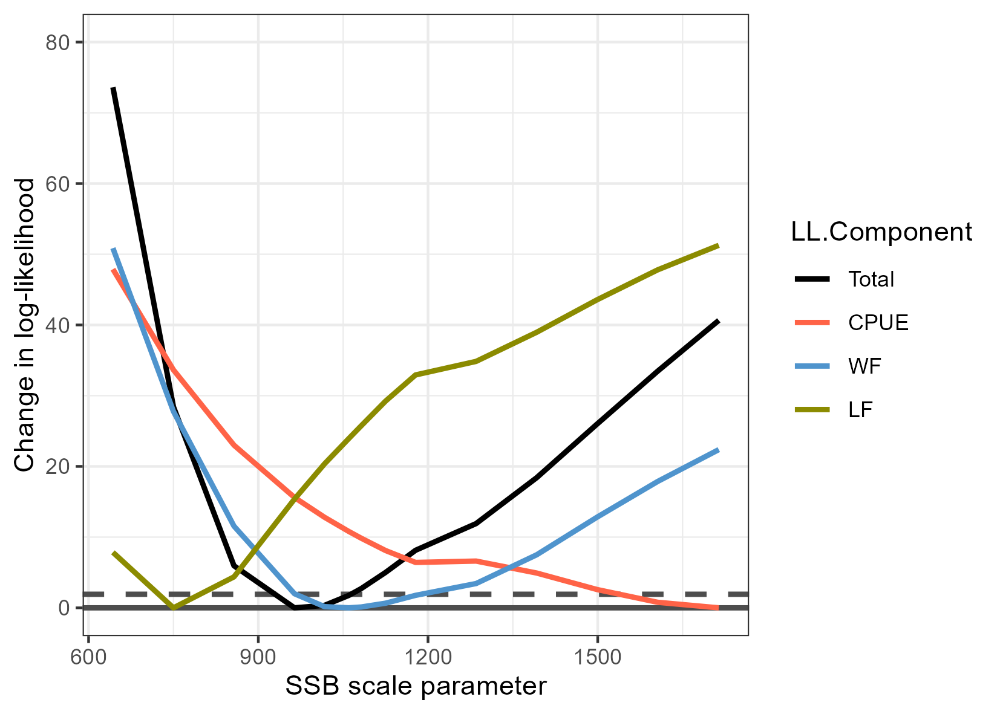 80
60
40
20
0
Change in log-likelihood
600 900 1200 1500
SSB scale parameter
LL.Component
Total
CPUE
WF
LF